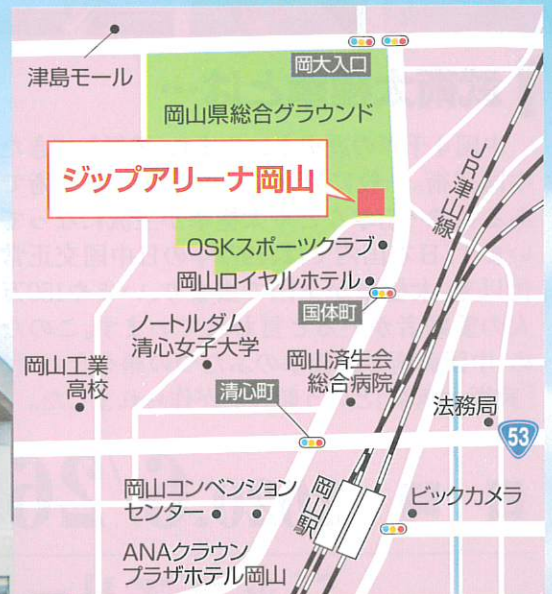 津島モール
岡大入口
岡山県総合グラウンド
ジップアリーナ岡山
JR津山線
OSKスポーツクラブ
岡山ロイヤルホテル
国体町
ノートルダム
清心女子大学
岡山工業
高校
岡山済生会
総合病院
清心町
法務局
53
岡山コンベンション
センター
岡山駅
ビックカメラ
ANAクラウン
プラザホテル岡山